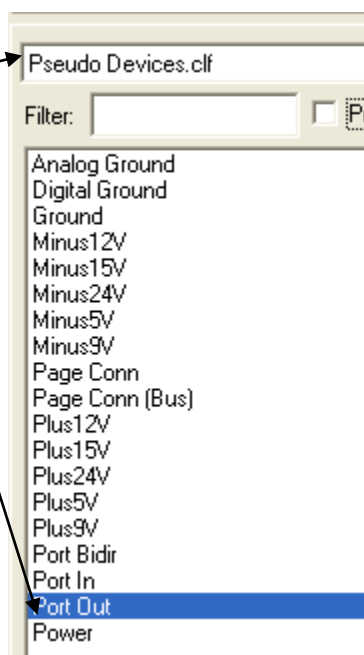 Pseudo Devices.clf
Filter:
Analog Ground
Digital Ground
Ground
Minus12V
Minus15V
Minus24V
Minus5V
Minus9V
Page Conn
Page Conn (Bus)
Plus12V
Plus15V
Plus24V
Plus5V
Plus9V
Port Bidir
Port In
Port Out
Power